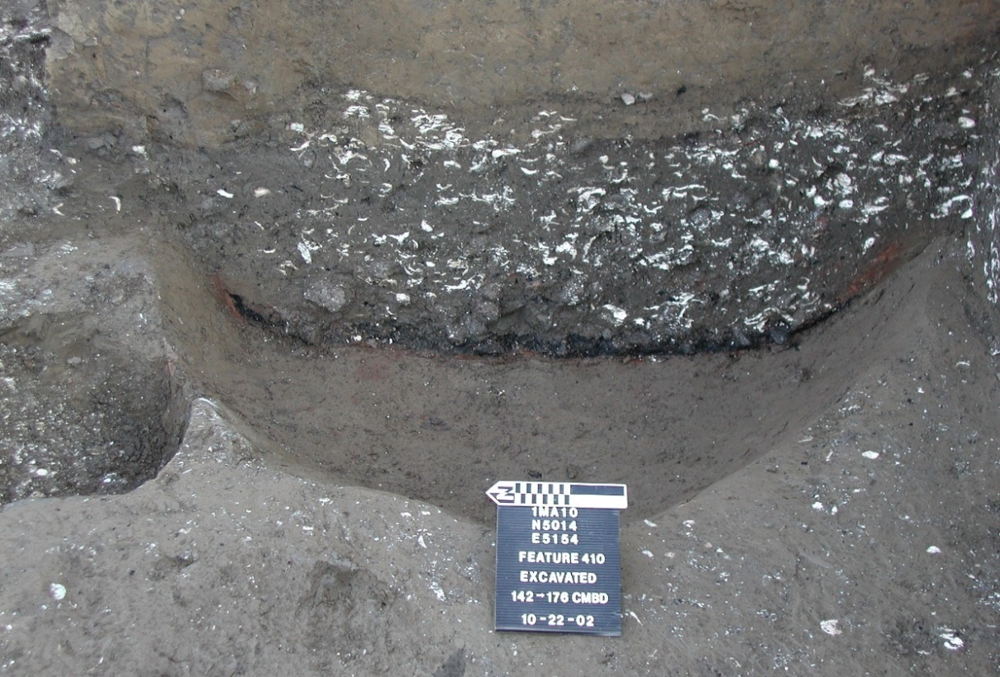 N
1MA10
N5014
E5154
FEATURE 410
EXCAVATED
142→176 CMBD
10-22-02